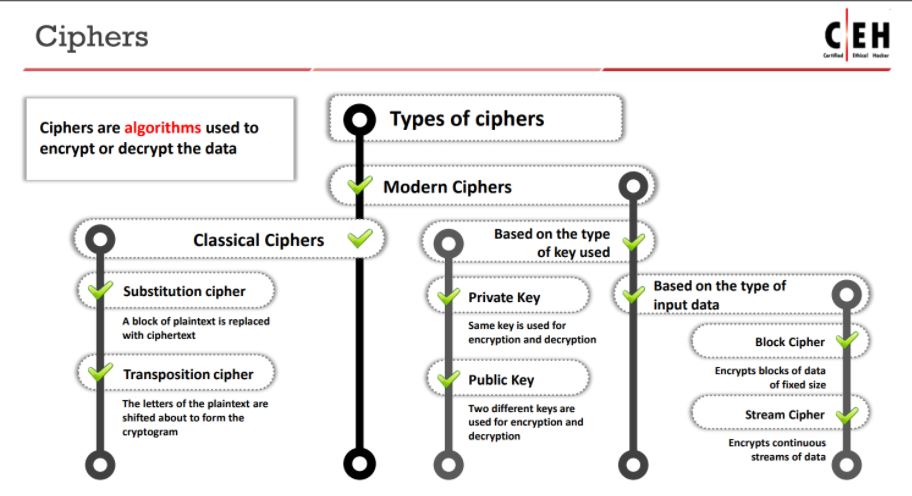 Ciphers
C|EH
Certified Ethical Hacker
Ciphers are algorithms used to
encrypt or decrypt the data
Types of ciphers
Modern Ciphers
Classical Ciphers
Substitution cipher
A block of plaintext is replaced
with ciphertext
Transposition cipher
The letters of the plaintext are
shifted about to form the
cryptogram
Based on the type
of key used
Private Key
Same key is used for
encryption and decryption
Public Key
Two different keys are
used for encryption and
decryption
Based on the type of
input data
Block Cipher
Encrypts blocks of data
of fixed size
Stream Cipher
Encrypts continuous
streams of data